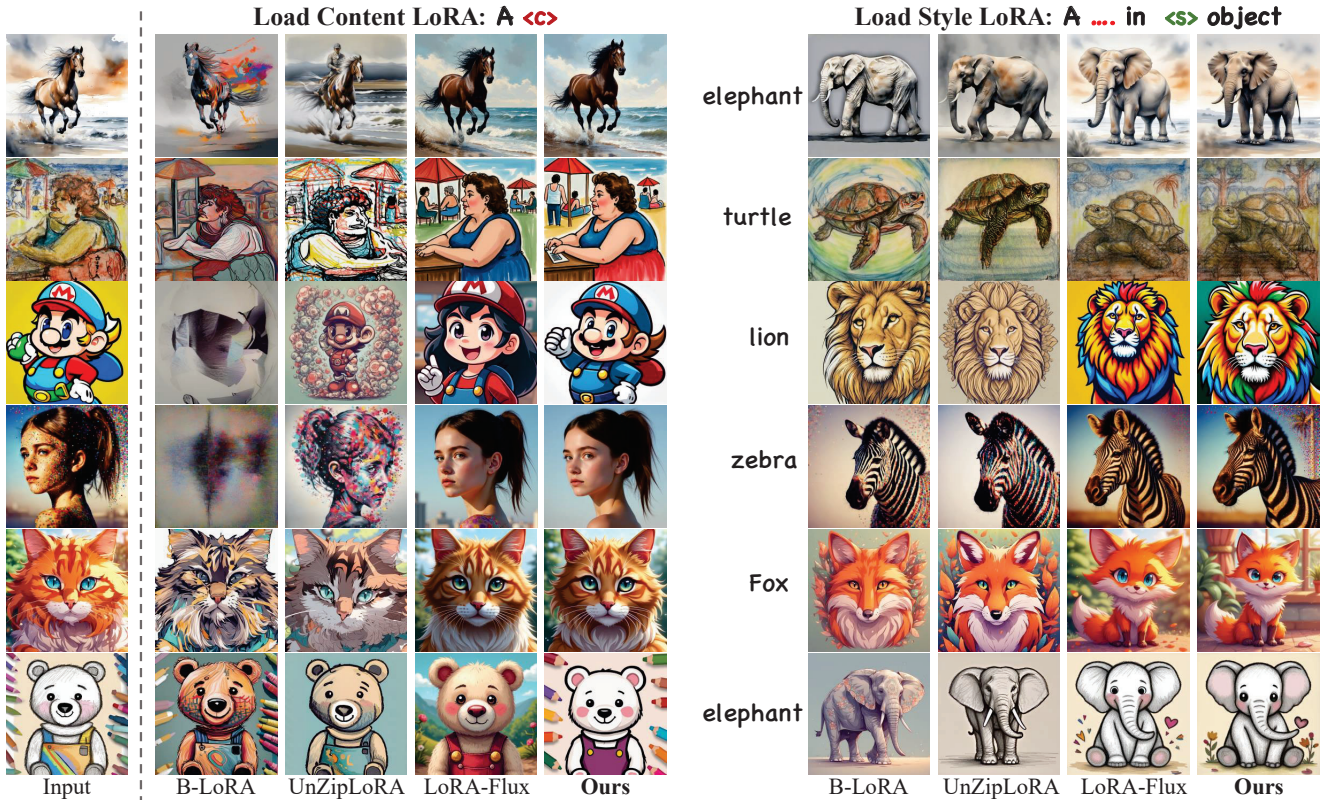 Load Content LoRA: A <c>
Load Style LoRA: A .... in <s> object
elephant
turtle
M
M
M
lion
zebra
Fox
elephant
Input
B-LoRA
UnZipLoRA
LoRA-Flux
Ours
B-LoRA
UnZipLoRA
LoRA-Flux
Ours